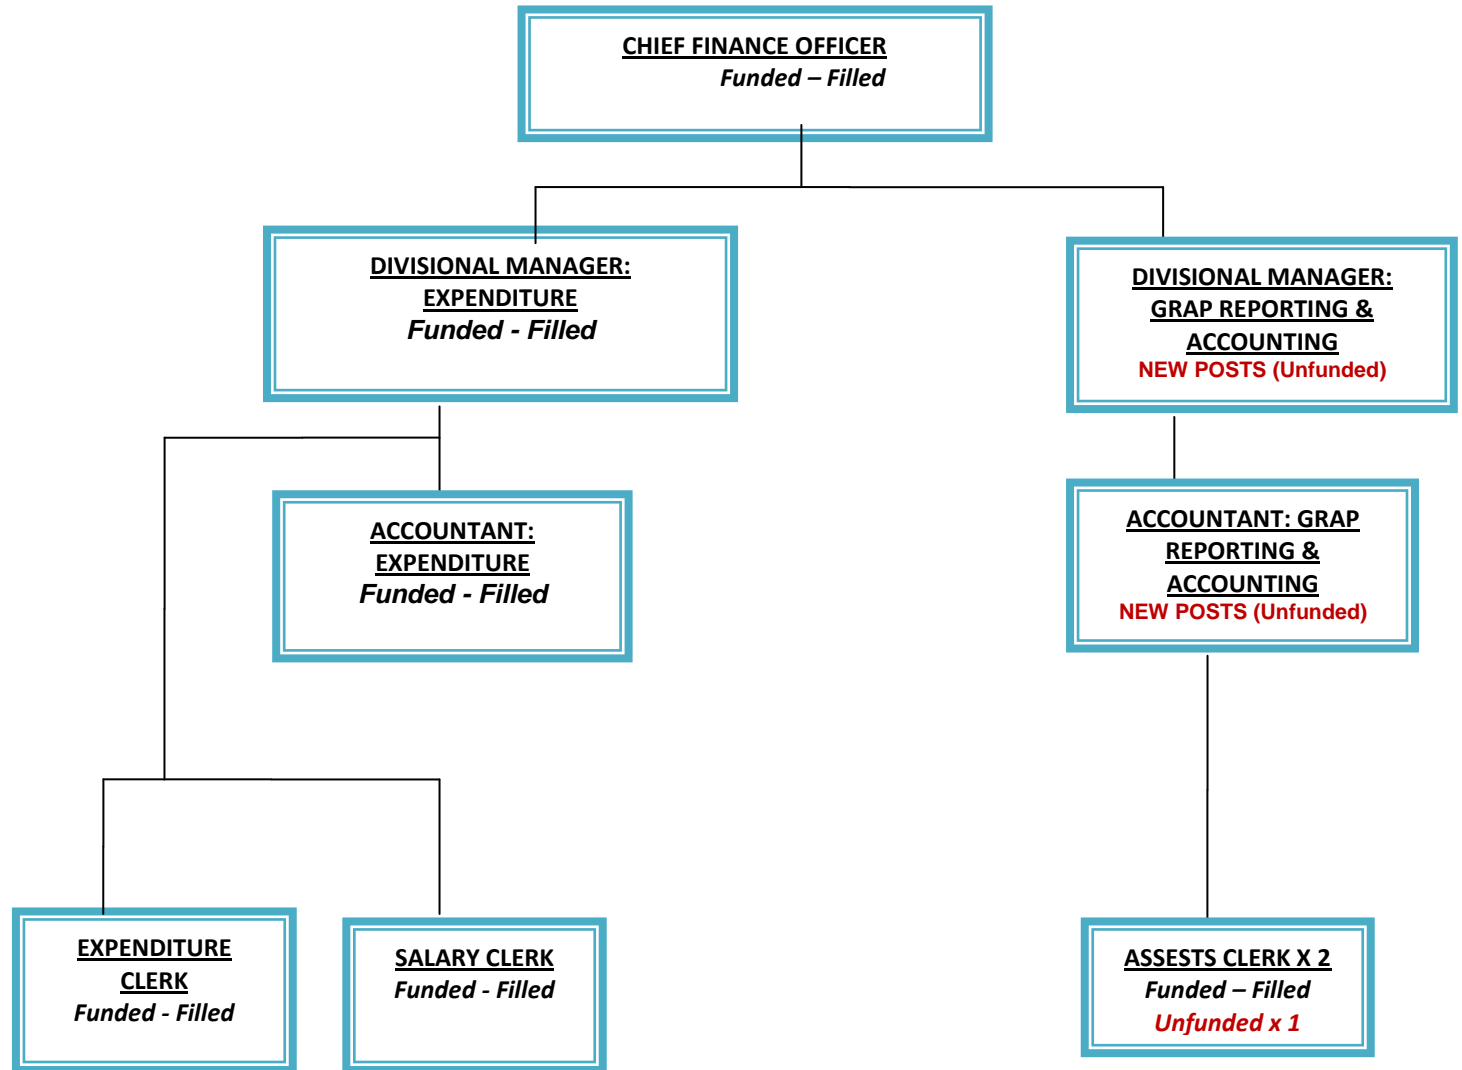 CHIEF FINANCE OFFICER
Funded – Filled
DIVISIONAL MANAGER:
EXPENDITURE
Funded - Filled
DIVISIONAL MANAGER:
GRAP REPORTING &
ACCOUNTING
NEW POSTS (Unfunded)
ACCOUNTANT:
EXPENDITURE
Funded - Filled
ACCOUNTANT: GRAP
REPORTING &
ACCOUNTING
NEW POSTS (Unfunded)
EXPENDITURE
CLERK
Funded - Filled
SALARY CLERK
Funded - Filled
ASSESTS CLERK X 2
Funded – Filled
Unfunded x 1